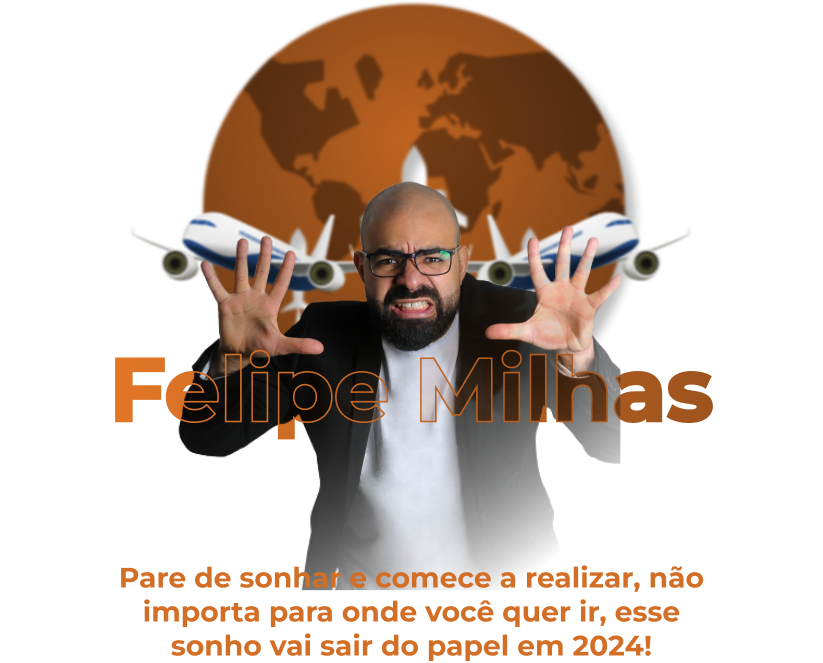 Felipe Milhas
Pare de sonhar e comece a realizar, não
importa para onde você quer ir, esse
sonho vai sair do papel em 2024!